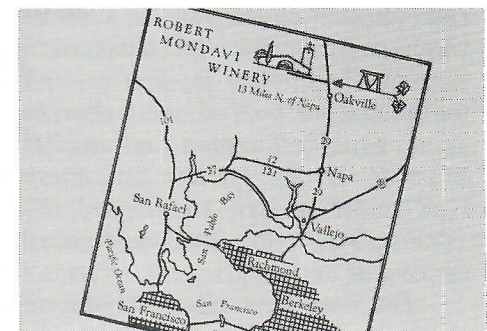 ROBERT
MONDAVI
WINERY
13 Miles N. of Napa
M
Oakville
101
29
37
12
121
Napa
29
80
San Rafael
San Pablo Bay
Vallejo
Pacific Ocean
Richmond
San Francisco
San Francisco
Berkeley